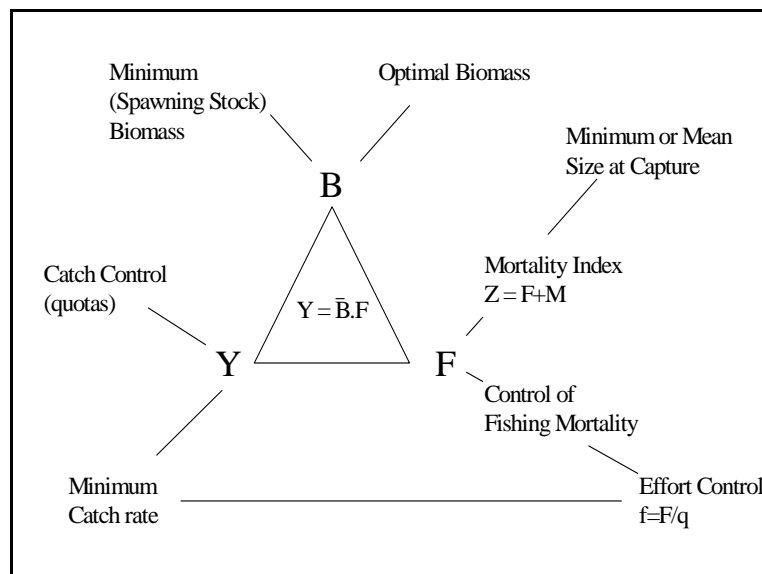 Minimum
(Spawning Stock)
Biomass
Optimal Biomass
Minimum or Mean
Size at Capture
B
Mortality Index
Z = F+M
Catch Control
(quotas)
Y = B̄.F
Y
F
Control of
Fishing Mortality
Minimum
Catch rate
Effort Control
f=F/q